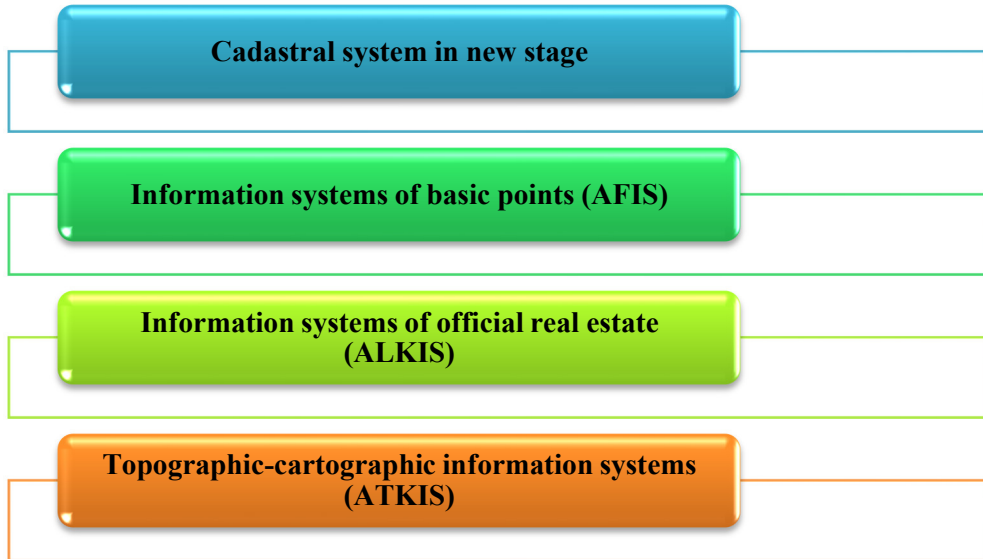 Cadastral system in new stage
Information systems of basic points (AFIS)
Information systems of official real estate
(ALKIS)
Topographic-cartographic information systems
(ATKIS)